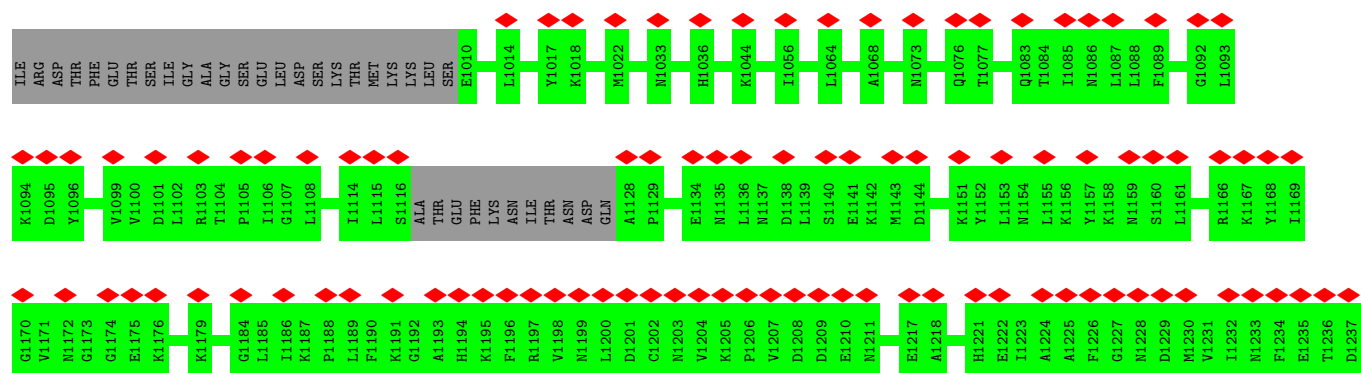 ILE ARG ASP THR PHE GLU THR SER ILE GLY ALA GLY SER GLU LEU ASP SER LYS THR MET LYS LYS LEU SER E1010 L1014 Y1017 K1018 M1022 N1033 H1036 K1044 I1056 L1064 A1068 N1073 Q1076 T1077 Q1083 T1084 I1085 N1086 L1087 L1088 F1089 G1092 L1093
K1094 D1095 Y1096 V1099 V1100 D1101 L1102 R1103 T1104 P1105 I1106 G1107 L1108 I1114 L1115 S1116 ALA THR GLU PHE LYS ASN ILE THR ASN ASP GLN A1128 P1129 E1134 N1135 L1136 N1137 D1138 L1139 S1140 E1141 K1142 M1143 D1144 K1151 Y1152 L1153 N1154 L1155 K1156 Y1157 K1158 N1159 S1160 L1161 R1166 K1167 Y1168 I1169
G1170 V1171 N1172 G1173 G1174 E1175 K1176 K1179 G1184 L1185 I1186 K1187 P1188 L1189 F1190 K1191 G1192 A1193 H1194 K1195 F1196 R1197 V1198 N1199 L1200 D1201 C1202 N1203 V1204 K1205 P1206 V1207 D1208 D1209 E1210 N1211 E1217 A1218 H1221 E1222 I1223 A1224 A1225 F1226 G1227 N1228 D1229 M1230 V1231 I1232 N1233 F1234 E1235 T1236 D1237